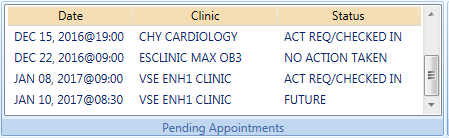 Date Clinic Status
DEC 15, 2016@19:00 CHY CARDIOLOGY ACT REQ/CHECKED IN
DEC 22, 2016@09:00 ESCLINIC MAX OB3 NO ACTION TAKEN
JAN 08, 2017@09:00 VSE ENH1 CLINIC ACT REQ/CHECKED IN
JAN 10, 2017@08:30 VSE ENH1 CLINIC FUTURE
Pending Appointments